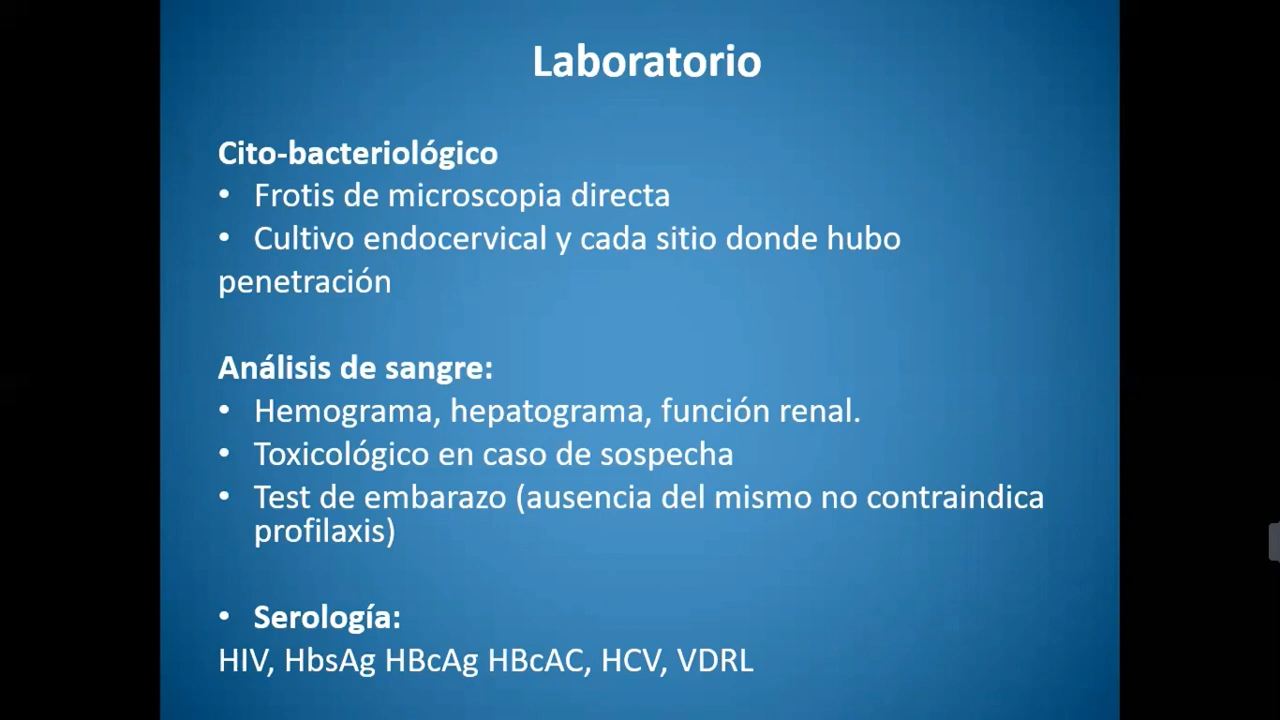 Laboratorio
Cito-bacteriológico
• Frotis de microscopia directa
• Cultivo endocervical y cada sitio donde hubo
penetración
Análisis de sangre:
• Hemograma, hepatograma, función renal.
• Toxicológico en caso de sospecha
• Test de embarazo (ausencia del mismo no contraindica
profilaxis)
• Serología:
HIV, HbsAg HBcAg HBcAC, HCV, VDRL